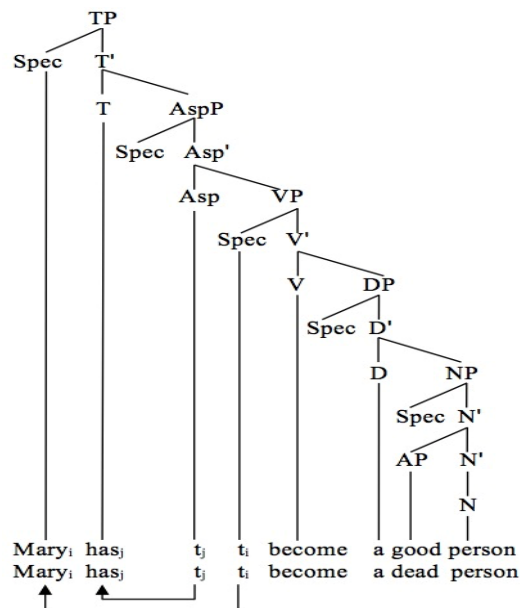 TP
Spec T'
T AspP
Spec Asp'
Asp VP
Spec V'
V DP
Spec D'
D NP
Spec N'
AP N'
N
Maryᵢ hasⱼ tⱼ tᵢ become a good person
Maryᵢ hasⱼ tⱼ tᵢ become a dead person